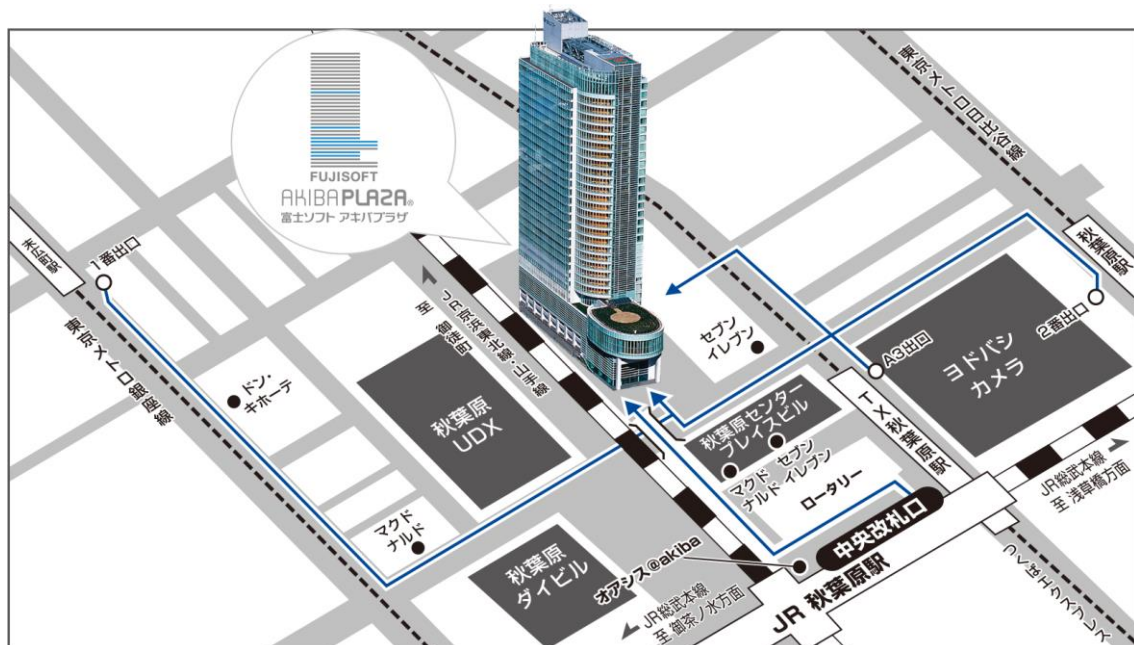 FUJISOFT
AKIBAPLAZA®
富士ソフト アキバプラザ
東京メトロ日比谷線
秋葉原駅
2番出口
末広町駅
1番出口
東京メトロ銀座線
JR京浜東北線・山手線
至 御徒町
セブン
イレブン
A3出口
ヨドバシ
カメラ
ドン・
キホーテ
秋葉原
UDX
秋葉原センター
プレイスビル
TX秋葉原駅
マクド
ナルド
セブン
イレブン
ロータリー
JR総武本線
至 浅草橋方面
マクド
ナルド
中央改札口
秋葉原
ダイビル
オアシス@akiba
JR 秋葉原駅
JR総武本線
至 御茶ノ水方面
つくばエクスプレス